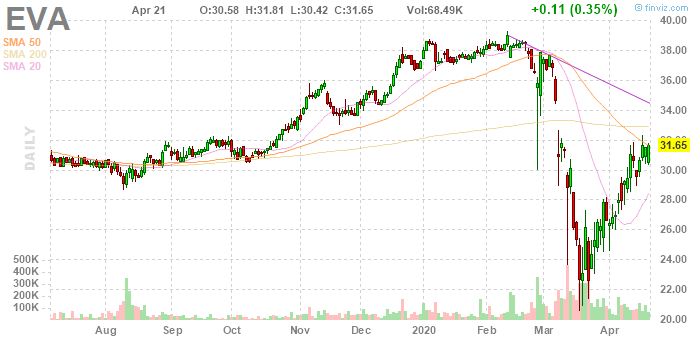 © finviz.com
EVA Apr 21 O:30.58 H:31.81 L:30.42 C:31.65 Vol:68.49K +0.11 (0.35%)
SMA 50
SMA 200
SMA 20
DAILY
40.00
38.00
36.00
34.00
32.00
31.65
30.00
28.00
26.00
24.00
22.00
20.00
500K
400K
300K
200K
100K
Aug Sep Oct Nov Dec 2020 Feb Mar Apr